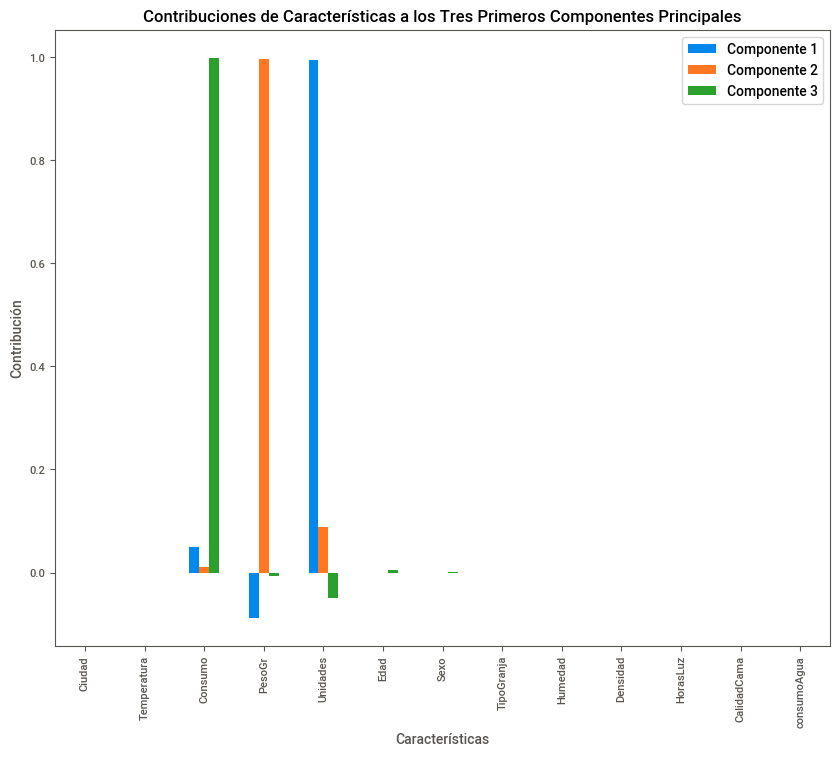 Contribuciones de Características a los Tres Primeros Componentes Principales
Componente 1
Componente 2
Componente 3
1.0
0.8
0.6
0.4
0.2
0.0
Contribución
Ciudad
Temperatura
Consumo
PesoGr
Unidades
Edad
Sexo
TipoGranja
Humedad
Densidad
HorasLuz
CalidadCama
consumoAgua
Características